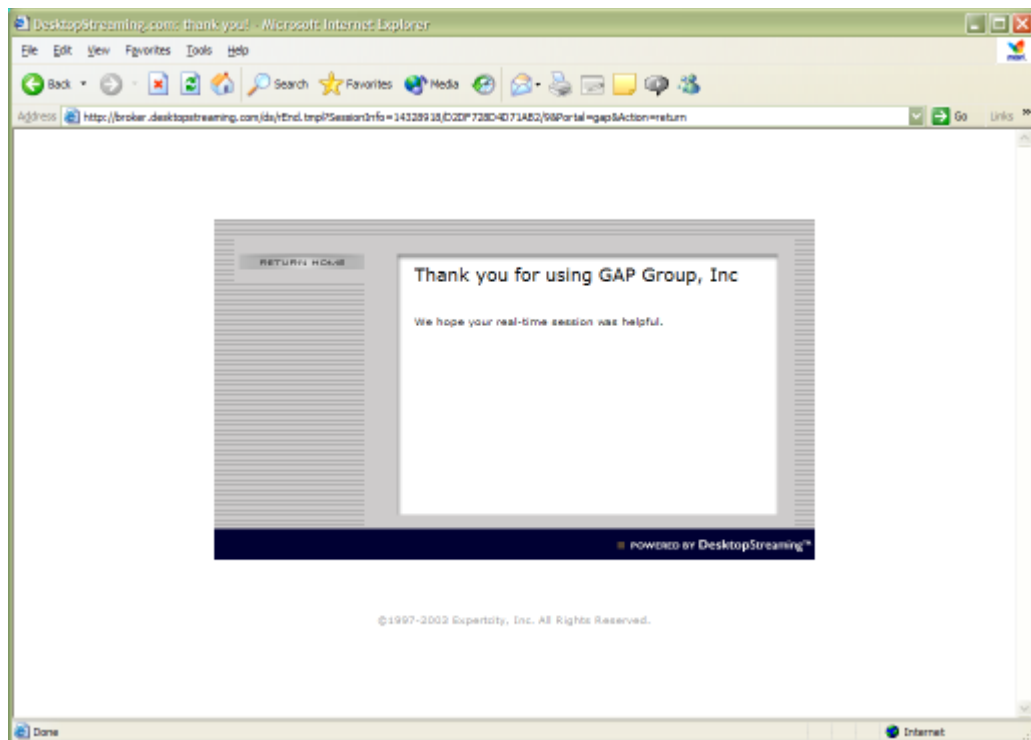 DesktopStreaming.com: thank you! - Microsoft Internet Explorer
File Edit View Favorites Tools Help
Back Search Favorites Media
Address http://broker.desktopstreaming.com/ds/rEnd.tmpl?SessionInfo=14328918/D2DF728D4D71AB2/98Portal=gap&Action=return Go Links »
RETURN HOME
Thank you for using GAP Group, Inc
We hope your real-time session was helpful.
POWERED BY DesktopStreaming™
©1997-2003 Expertcity, Inc. All Rights Reserved.
Done Internet